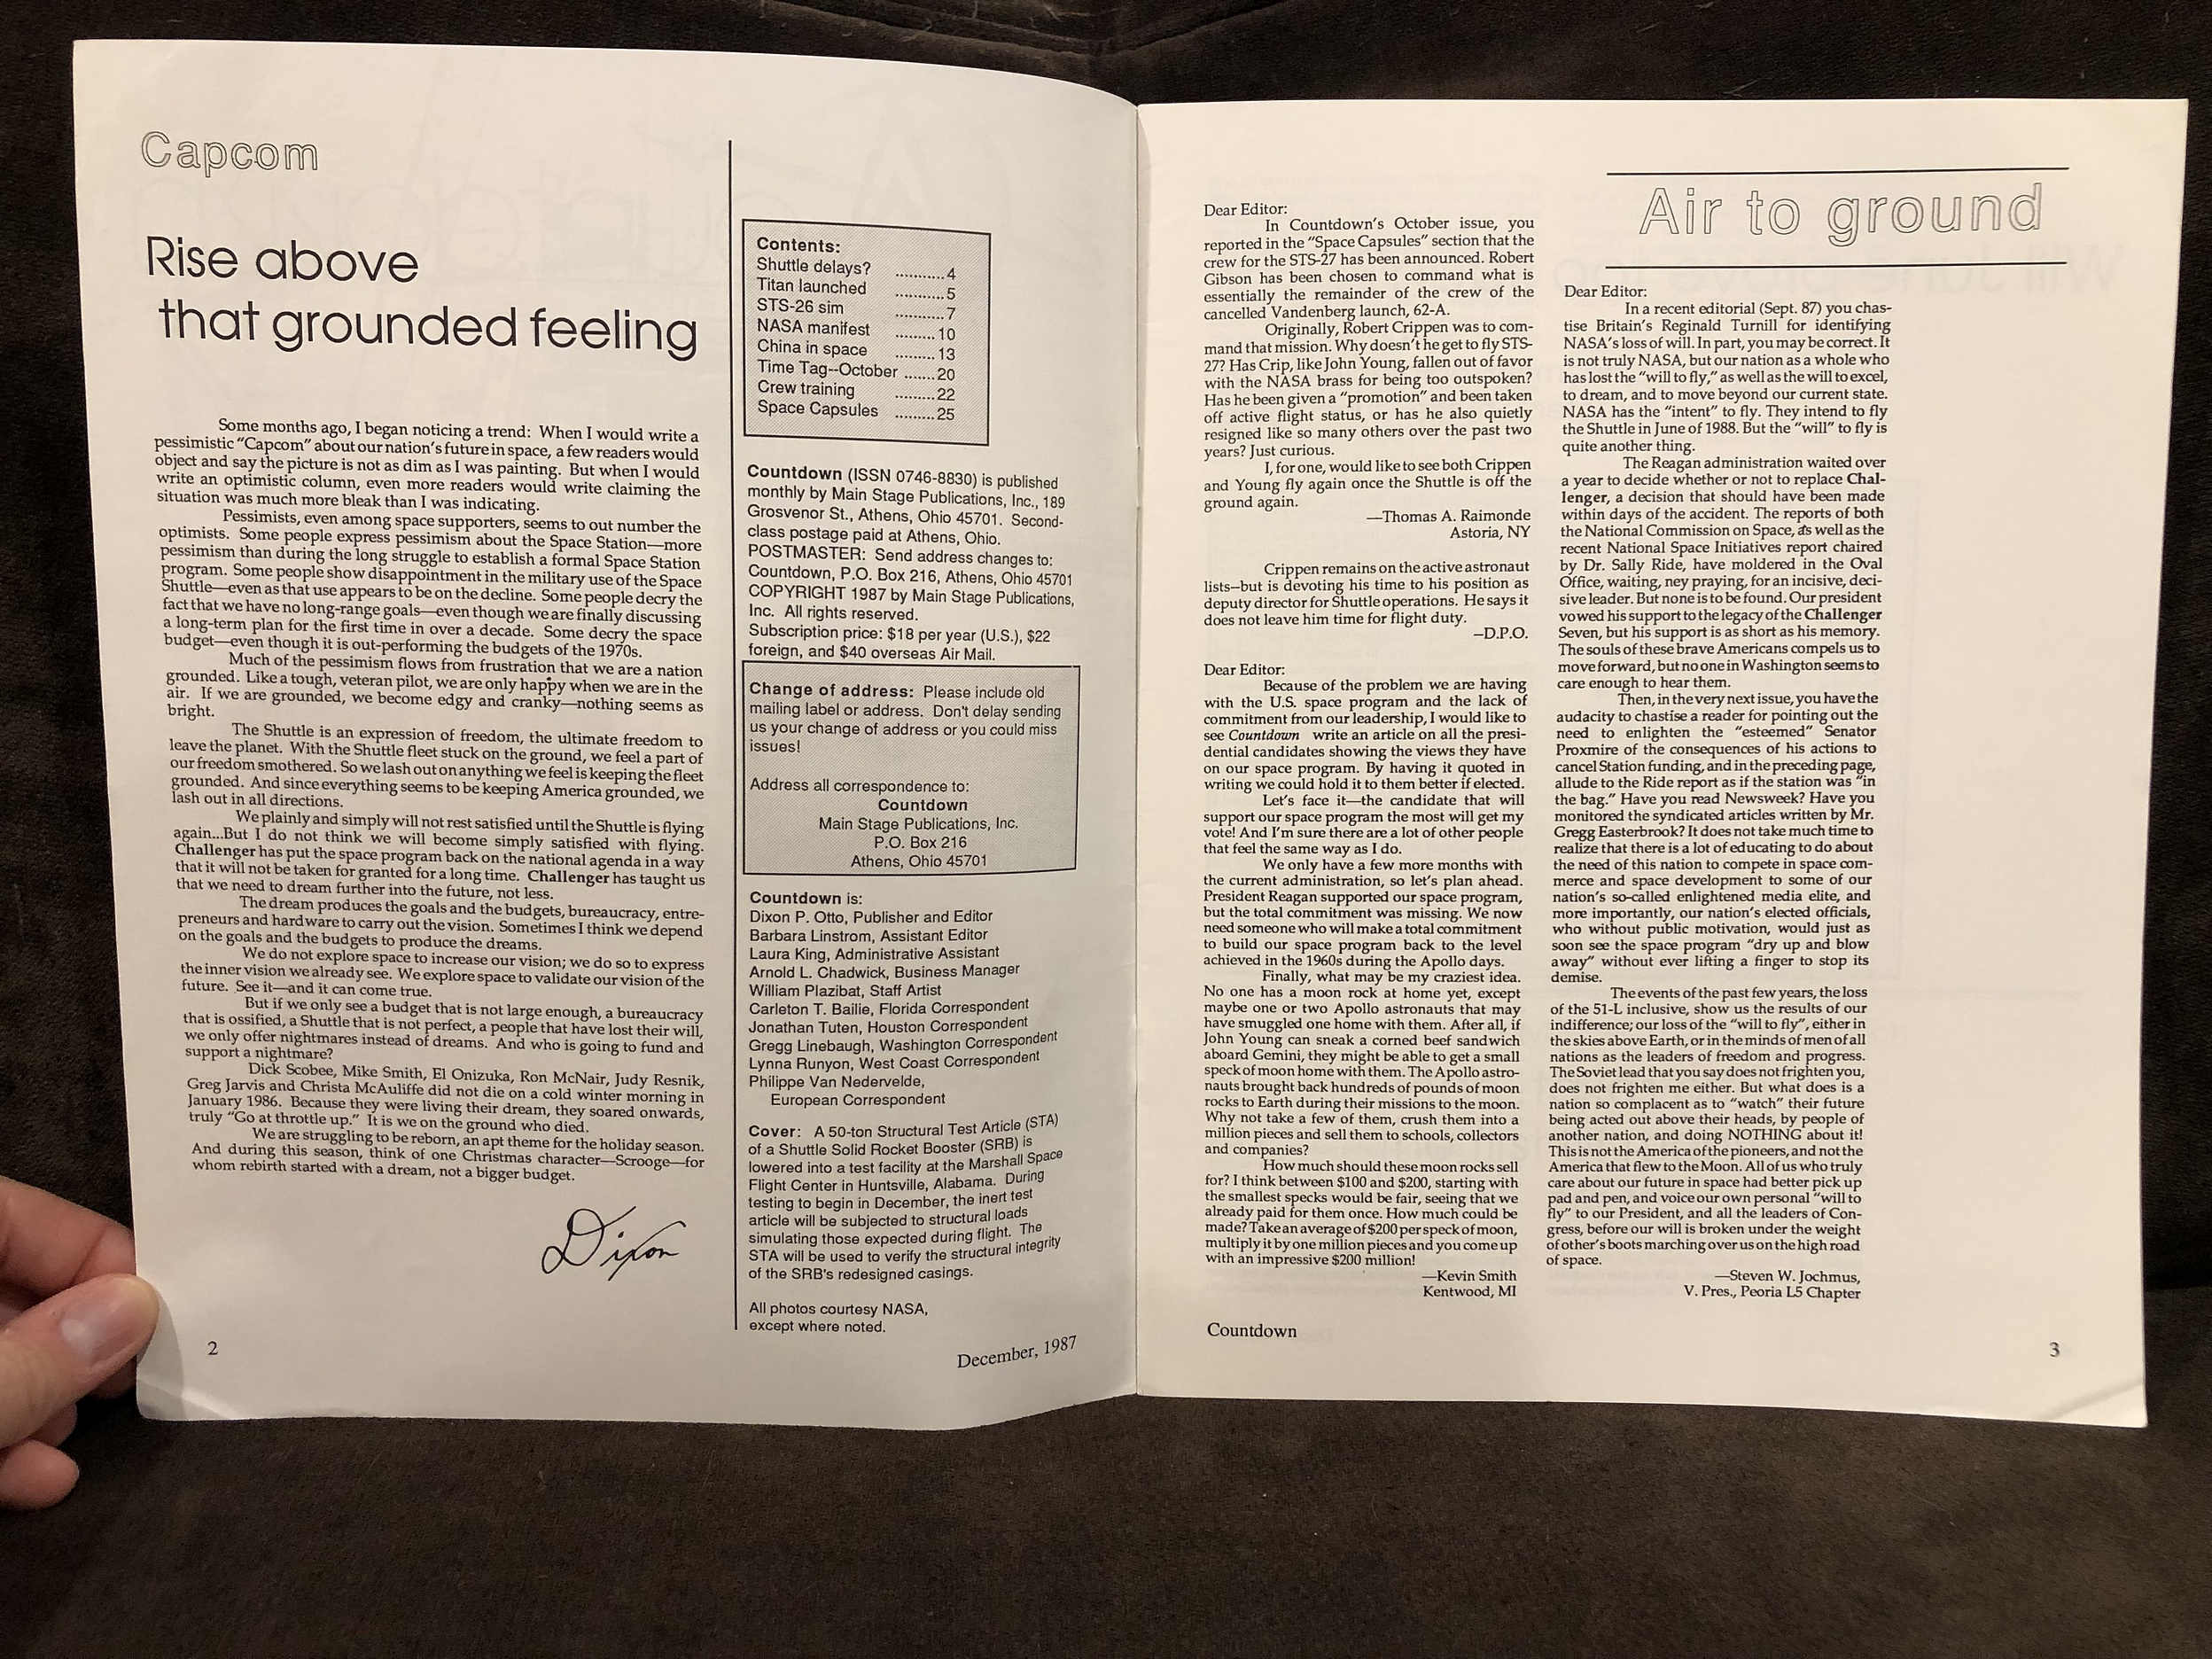 Capcom
Rise above
that grounded feeling
Some months ago, I began noticing a trend: When I would write a
pessimistic "Capcom" about our nation's future in space, a few readers would
object and say the picture is not as dim as I was painting. But when I would
write an optimistic column, even more readers would write claiming the
situation was much more bleak than I was indicating.
Pessimists, even among space supporters, seems to out number the
optimists. Some people express pessimism about the Space Station—more
pessimism than during the long struggle to establish a formal Space Station
program. Some people show disappointment in the military use of the Space
Shuttle—even as that use appears to be on the decline. Some people decry the
fact that we have no long-range goals—even though we are finally discussing
a long-term plan for the first time in over a decade. Some decry the space
budget—even though it is out-performing the budgets of the 1970s.
Much of the pessimism flows from frustration that we are a nation
grounded. Like a tough, veteran pilot, we are only happy when we are in the
air. If we are grounded, we become edgy and cranky—nothing seems as
bright.
The Shuttle is an expression of freedom, the ultimate freedom to
leave the planet. With the Shuttle fleet stuck on the ground, we feel a part of
our freedom smothered. So we lash out on anything we feel is keeping the fleet
grounded. And since everything seems to be keeping America grounded, we
lash out in all directions.
We plainly and simply will not rest satisfied until the Shuttle is flying
again...But I do not think we will become simply satisfied with flying.
Challenger has put the space program back on the national agenda in a way
that it will not be taken for granted for a long time. Challenger has taught us
that we need to dream further into the future, not less.
The dream produces the goals and the budgets, bureaucracy, entre-
preneurs and hardware to carry out the vision. Sometimes I think we depend
on the goals and the budgets to produce the dreams.
We do not explore space to increase our vision; we do so to express
the inner vision we already see. We explore space to validate our vision of the
future. See it—and it can come true.
But if we only see a budget that is not large enough, a bureaucracy
that is ossified, a Shuttle that is not perfect, a people that have lost their will,
we only offer nightmares instead of dreams. And who is going to fund and
support a nightmare?
Dick Scobee, Mike Smith, El Onizuka, Ron McNair, Judy Resnik,
Greg Jarvis and Christa McAuliffe did not die on a cold winter morning in
January 1986. Because they were living their dream, they soared onwards,
truly "Go at throttle up." It is we on the ground who died.
We are struggling to be reborn, an apt theme for the holiday season.
And during this season, think of one Christmas character—Scrooge—for
whom rebirth started with a dream, not a bigger budget.
Dixon
2
Contents:
Shuttle delays? ...........4
Titan launched ...........5
STS-26 sim ...........7
NASA manifest .........10
China in space .........13
Time Tag--October .......20
Crew training .........22
Space Capsules .........25
Countdown (ISSN 0746-8830) is published
monthly by Main Stage Publications, Inc., 189
Grosvenor St., Athens, Ohio 45701. Second-
class postage paid at Athens, Ohio.
POSTMASTER: Send address changes to:
Countdown, P.O. Box 216, Athens, Ohio 45701
COPYRIGHT 1987 by Main Stage Publications,
Inc. All rights reserved.
Subscription price: $18 per year (U.S.), $22
foreign, and $40 overseas Air Mail.
Change of address: Please include old
mailing label or address. Don't delay sending
us your change of address or you could miss
issues!
Address all correspondence to:
Countdown
Main Stage Publications, Inc.
P.O. Box 216
Athens, Ohio 45701
Countdown is:
Dixon P. Otto, Publisher and Editor
Barbara Linstrom, Assistant Editor
Laura King, Administrative Assistant
Arnold L. Chadwick, Business Manager
William Plazibat, Staff Artist
Carleton T. Bailie, Florida Correspondent
Jonathan Tuten, Houston Correspondent
Gregg Linebaugh, Washington Correspondent
Lynna Runyon, West Coast Correspondent
Philippe Van Nedervelde,
European Correspondent
Cover: A 50-ton Structural Test Article (STA)
of a Shuttle Solid Rocket Booster (SRB) is
lowered into a test facility at the Marshall Space
Flight Center in Huntsville, Alabama. During
testing to begin in December, the inert test
article will be subjected to structural loads
simulating those expected during flight. The
STA will be used to verify the structural integrity
of the SRB's redesigned casings.
All photos courtesy NASA,
except where noted.
December, 1987
Air to ground
Dear Editor:
In Countdown's October issue, you
reported in the "Space Capsules" section that the
crew for the STS-27 has been announced. Robert
Gibson has been chosen to command what is
essentially the remainder of the crew of the
cancelled Vandenberg launch, 62-A.
Originally, Robert Crippen was to com-
mand that mission. Why doesn't he get to fly STS-
27? Has Crip, like John Young, fallen out of favor
with the NASA brass for being too outspoken?
Has he been given a "promotion" and been taken
off active flight status, or has he also quietly
resigned like so many others over the past two
years? Just curious.
I, for one, would like to see both Crippen
and Young fly again once the Shuttle is off the
ground again.
—Thomas A. Raimonde
Astoria, NY
Crippen remains on the active astronaut
lists--but is devoting his time to his position as
deputy director for Shuttle operations. He says it
does not leave him time for flight duty.
--D.P.O.
Dear Editor:
Because of the problem we are having
with the U.S. space program and the lack of
commitment from our leadership, I would like to
see Countdown write an article on all the presi-
dential candidates showing the views they have
on our space program. By having it quoted in
writing we could hold it to them better if elected.
Let's face it—the candidate that will
support our space program the most will get my
vote! And I'm sure there are a lot of other people
that feel the same way as I do.
We only have a few more months with
the current administration, so let's plan ahead.
President Reagan supported our space program,
but the total commitment was missing. We now
need someone who will make a total commitment
to build our space program back to the level
achieved in the 1960s during the Apollo days.
Finally, what may be my craziest idea.
No one has a moon rock at home yet, except
maybe one or two Apollo astronauts that may
have smuggled one home with them. After all, if
John Young can sneak a corned beef sandwich
aboard Gemini, they might be able to get a small
speck of moon home with them. The Apollo astro-
nauts brought back hundreds of pounds of moon
rocks to Earth during their missions to the moon.
Why not take a few of them, crush them into a
million pieces and sell them to schools, collectors
and companies?
How much should these moon rocks sell
for? I think between $100 and $200, starting with
the smallest specks would be fair, seeing that we
already paid for them once. How much could be
made? Take an average of $200 per speck of moon,
multiply it by one million pieces and you come up
with an impressive $200 million!
—Kevin Smith
Kentwood, MI
Dear Editor:
In a recent editorial (Sept. 87) you chas-
tise Britain's Reginald Turnill for identifying
NASA's loss of will. In part, you may be correct. It
is not truly NASA, but our nation as a whole who
has lost the "will to fly," as well as the will to excel,
to dream, and to move beyond our current state.
NASA has the "intent" to fly. They intend to fly
the Shuttle in June of 1988. But the "will" to fly is
quite another thing.
The Reagan administration waited over
a year to decide whether or not to replace Chal-
lenger, a decision that should have been made
within days of the accident. The reports of both
the National Commission on Space, as well as the
recent National Space Initiatives report chaired
by Dr. Sally Ride, have moldered in the Oval
Office, waiting, ney praying, for an incisive, deci-
sive leader. But none is to be found. Our president
vowed his support to the legacy of the Challenger
Seven, but his support is as short as his memory.
The souls of these brave Americans compels us to
move forward, but no one in Washington seems to
care enough to hear them.
Then, in the very next issue, you have the
audacity to chastise a reader for pointing out the
need to enlighten the "esteemed" Senator
Proxmire of the consequences of his actions to
cancel Station funding, and in the preceding page,
allude to the Ride report as if the station was "in
the bag." Have you read Newsweek? Have you
monitored the syndicated articles written by Mr.
Gregg Easterbrook? It does not take much time to
realize that there is a lot of educating to do about
the need of this nation to compete in space com-
merce and space development to some of our
nation's so-called enlightened media elite, and
more importantly, our nation's elected officials,
who without public motivation, would just as
soon see the space program "dry up and blow
away" without ever lifting a finger to stop its
demise.
The events of the past few years, the loss
of the 51-L inclusive, show us the results of our
indifference; our loss of the "will to fly", either in
the skies above Earth, or in the minds of men of all
nations as the leaders of freedom and progress.
The Soviet lead that you say does not frighten you,
does not frighten me either. But what does is a
nation so complacent as to "watch" their future
being acted out above their heads, by people of
another nation, and doing NOTHING about it!
This is not the America of the pioneers, and not the
America that flew to the Moon. All of us who truly
care about our future in space had better pick up
pad and pen, and voice our own personal "will to
fly" to our President, and all the leaders of Con-
gress, before our will is broken under the weight
of other's boots marching over us on the high road
of space.
—Steven W. Jochmus,
V. Pres., Peoria L5 Chapter
Countdown
3